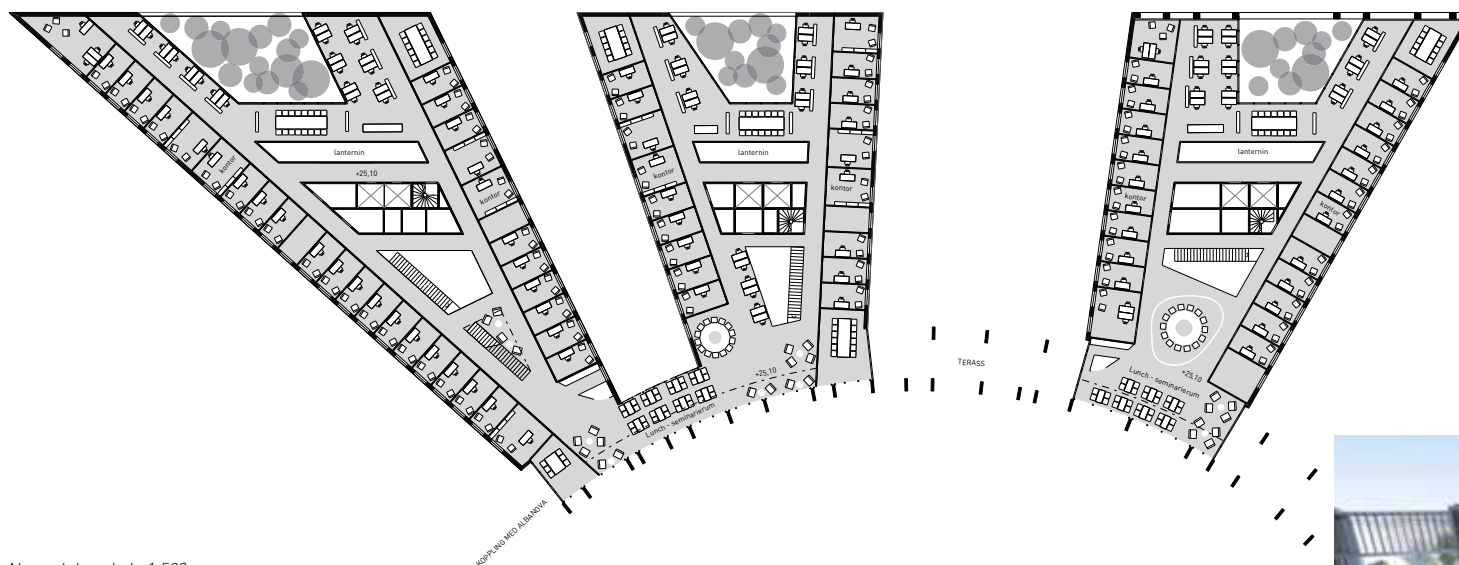 lanternin
lanternin
lanternin
+25,10
kontor
kontor
kontor
kontor
kontor
kontor
TERASS
+25,10
Lunch - seminarierum
+25,10
Lunch - seminarierum
KOPPLING MED ALBANOVA